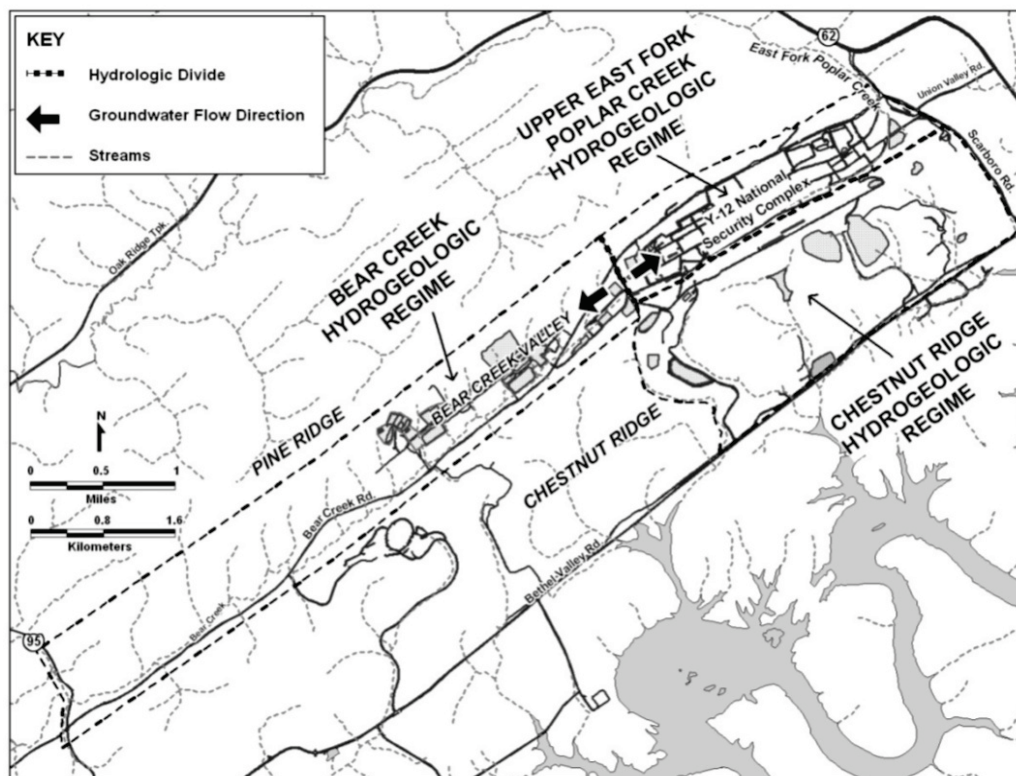 KEY
Hydrologic Divide
Groundwater Flow Direction
Streams
62
East Fork Poplar Creek
Union Valley Rd.
Scarboro Rd.
UPPER EAST FORK
POPLAR CREEK
HYDROGEOLOGIC
REGIME
Y-12 National
Security Complex
Oak Ridge Tpk.
BEAR CREEK
HYDROGEOLOGIC
REGIME
BEAR CREEK VALLEY
PINE RIDGE
CHESTNUT RIDGE
CHESTNUT RIDGE
HYDROGEOLOGIC
REGIME
N
0 0.5 1
Miles
0 0.8 1.6
Kilometers
Bear Creek Rd.
Bethel Valley Rd.
Bear Creek
95